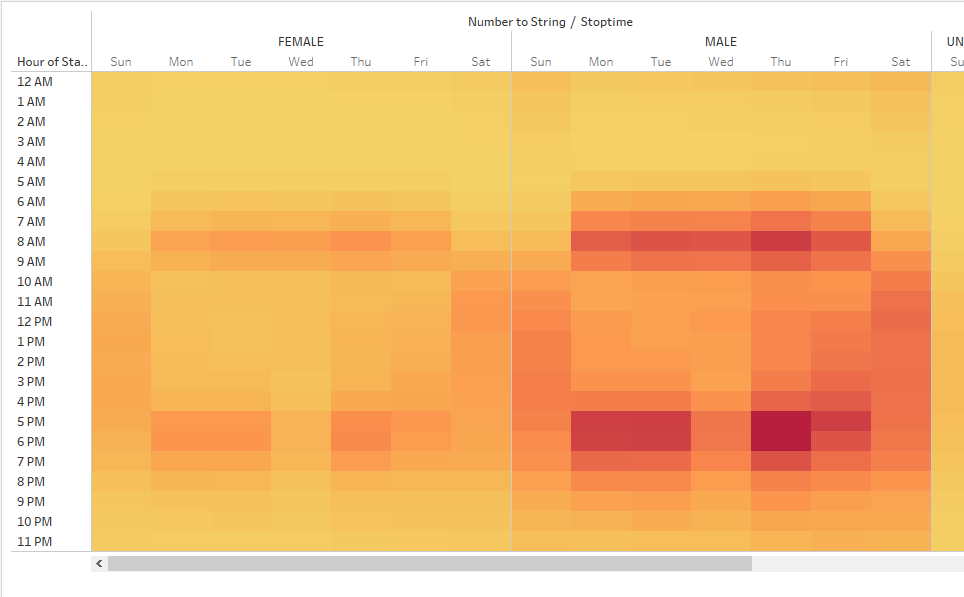 Number to String / Stoptime
FEMALE MALE UN
Hour of Sta.. Sun Mon Tue Wed Thu Fri Sat Sun Mon Tue Wed Thu Fri Sat Su
12 AM
1 AM
2 AM
3 AM
4 AM
5 AM
6 AM
7 AM
8 AM
9 AM
10 AM
11 AM
12 PM
1 PM
2 PM
3 PM
4 PM
5 PM
6 PM
7 PM
8 PM
9 PM
10 PM
11 PM